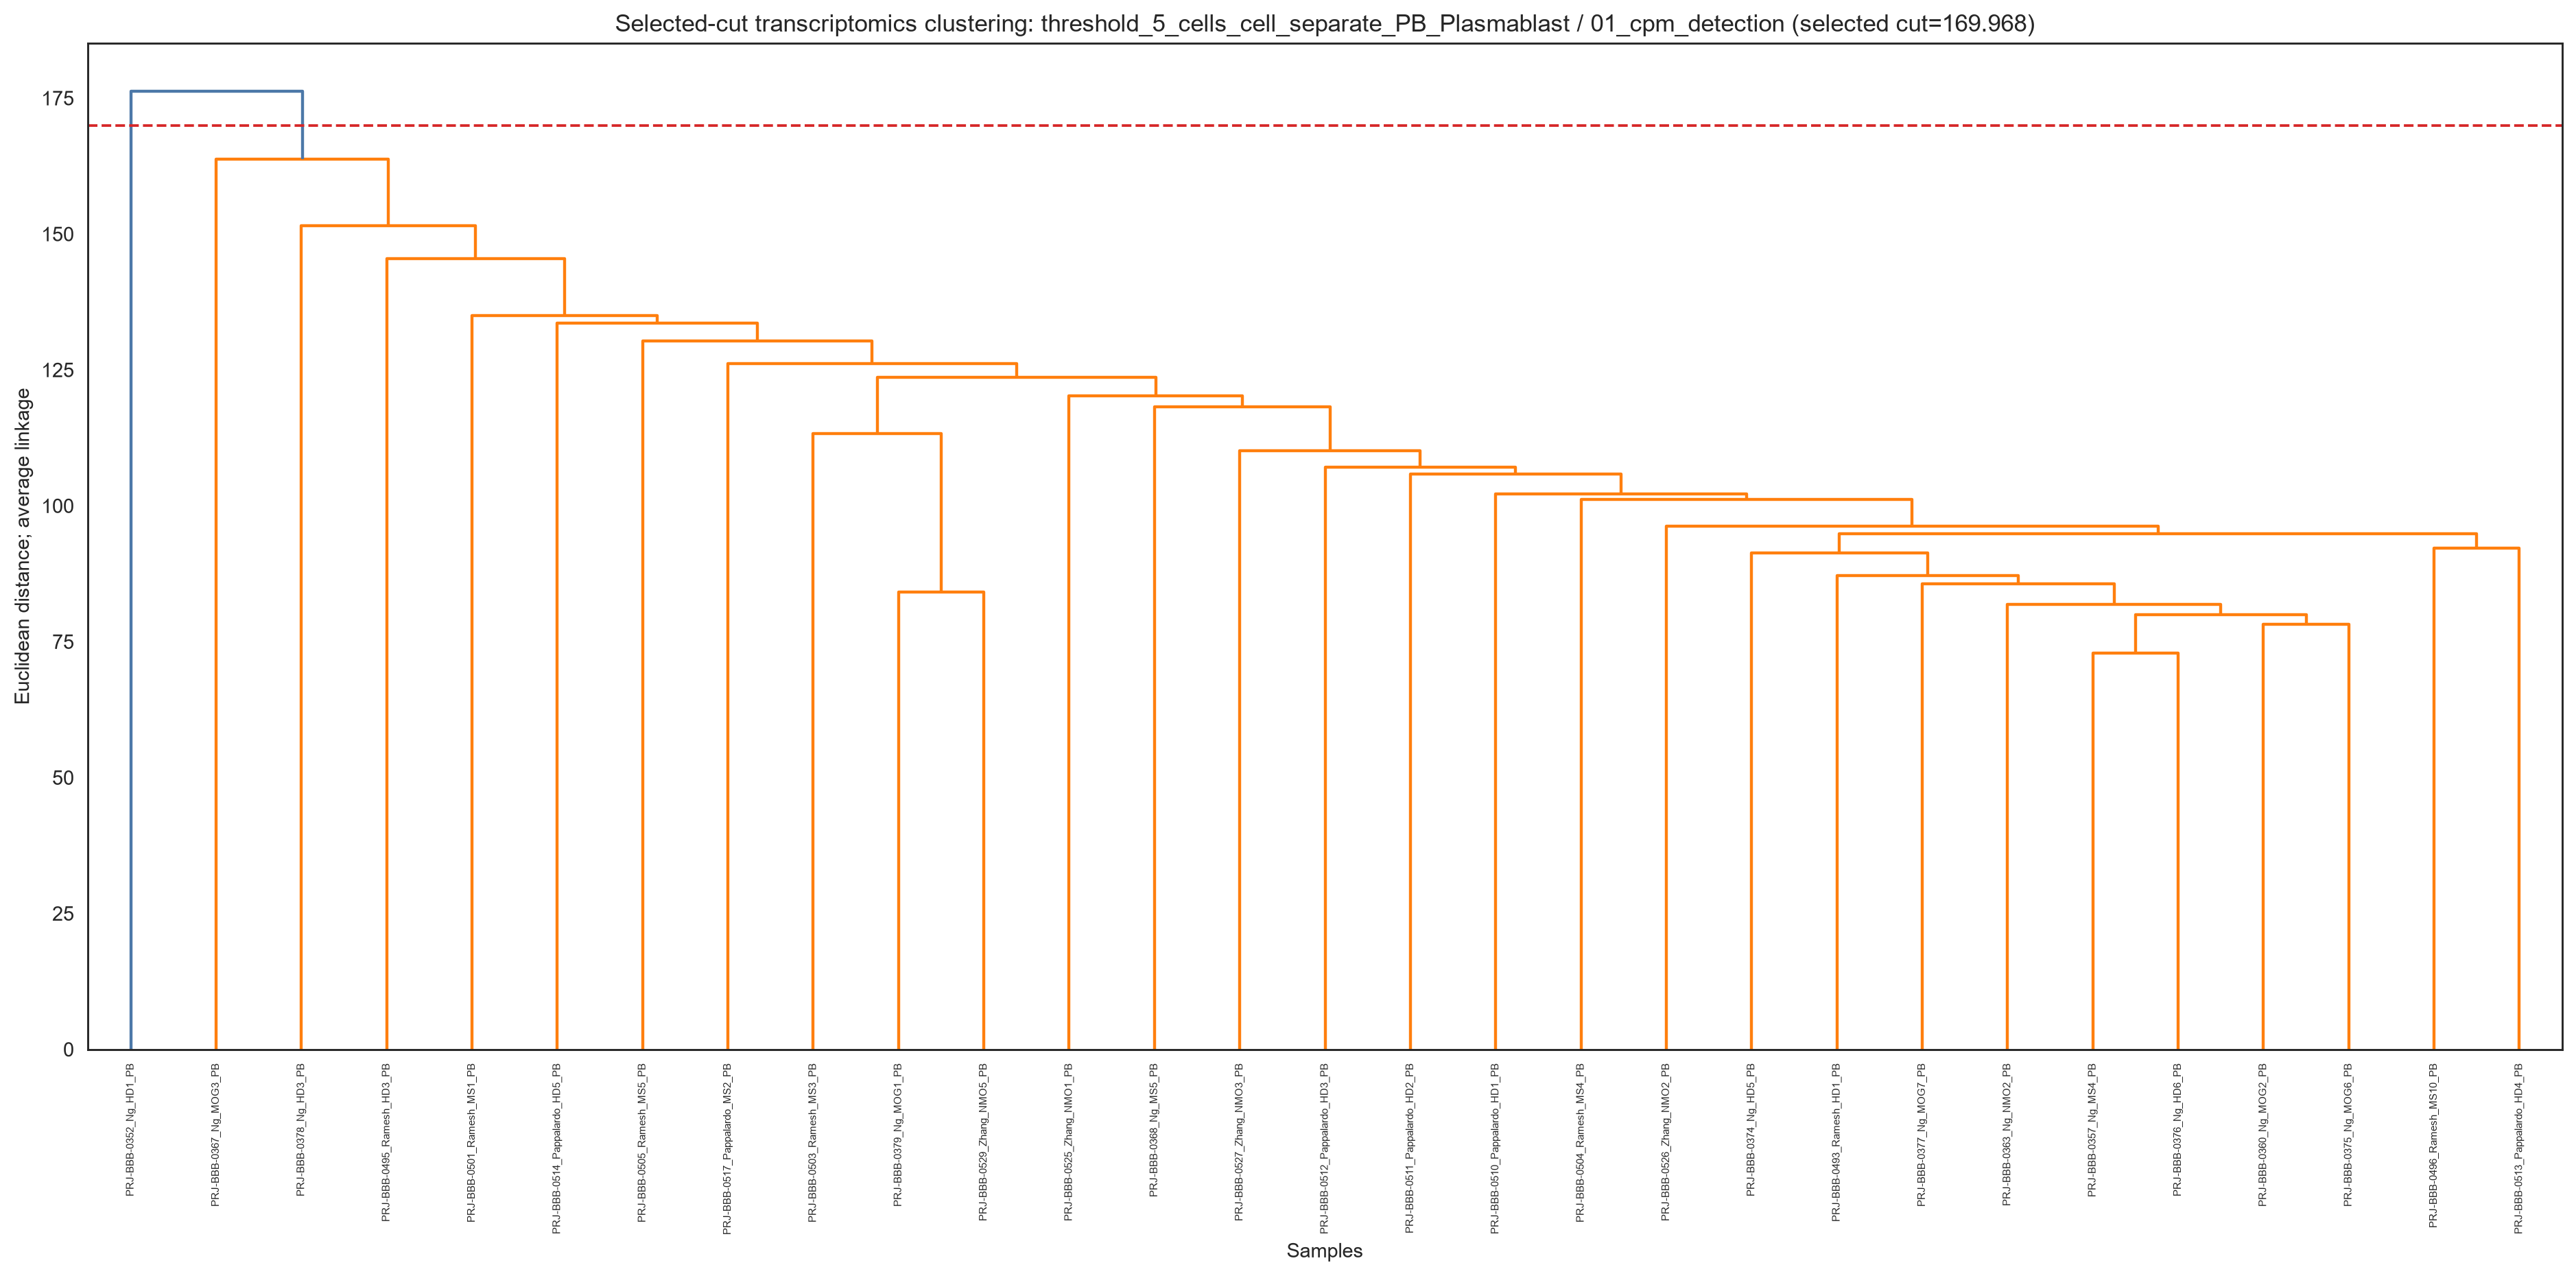 Selected-cut transcriptomics clustering: threshold_5_cells_cell_separate_PB_Plasmablast / 01_cpm_detection (selected cut=169.968)
Euclidean distance; average linkage
175
150
125
100
75
50
25
0
PRJ-BBB-0352_Ng_HD1_PB
PRJ-BBB-0367_Ng_MOG3_PB
PRJ-BBB-0378_Ng_HD3_PB
PRJ-BBB-0495_Ramesh_HD3_PB
PRJ-BBB-0501_Ramesh_MS1_PB
PRJ-BBB-0514_Pappalardo_HD5_PB
PRJ-BBB-0505_Ramesh_MS5_PB
PRJ-BBB-0517_Pappalardo_MS2_PB
PRJ-BBB-0503_Ramesh_MS3_PB
PRJ-BBB-0379_Ng_MOG1_PB
PRJ-BBB-0529_Zhang_NMO5_PB
PRJ-BBB-0525_Zhang_NMO1_PB
PRJ-BBB-0368_Ng_MS5_PB
PRJ-BBB-0527_Zhang_NMO3_PB
PRJ-BBB-0512_Pappalardo_HD3_PB
PRJ-BBB-0511_Pappalardo_HD2_PB
PRJ-BBB-0510_Pappalardo_HD1_PB
PRJ-BBB-0504_Ramesh_MS4_PB
PRJ-BBB-0526_Zhang_NMO2_PB
PRJ-BBB-0374_Ng_HD5_PB
PRJ-BBB-0493_Ramesh_HD1_PB
PRJ-BBB-0377_Ng_MOG7_PB
PRJ-BBB-0363_Ng_NMO2_PB
PRJ-BBB-0357_Ng_MS4_PB
PRJ-BBB-0376_Ng_HD6_PB
PRJ-BBB-0360_Ng_MOG2_PB
PRJ-BBB-0375_Ng_MOG6_PB
PRJ-BBB-0496_Ramesh_MS10_PB
PRJ-BBB-0513_Pappalardo_HD4_PB
Samples